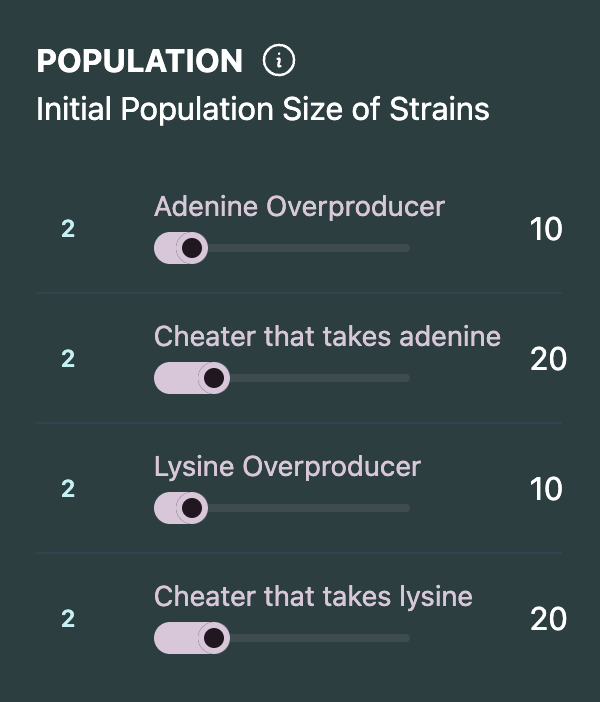 POPULATION i
Initial Population Size of Strains
Adenine Overproducer
2 10
Cheater that takes adenine
2 20
Lysine Overproducer
2 10
Cheater that takes lysine
2 20